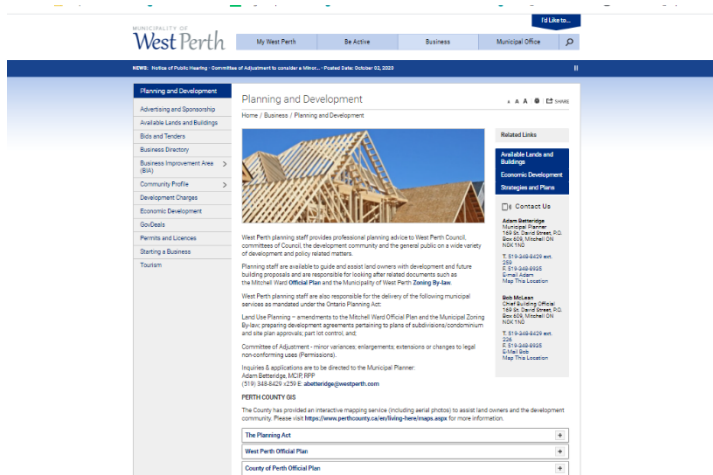 I'd Like to...
MUNICIPALITY OF
West Perth
My West Perth
Be Active
Business
Municipal Office
NEWS: Notice of Public Hearing - Committee of Adjustment to consider a Minor... - Posted Date: October 02, 2020
Planning and Development
Advertising and Sponsorship
Available Lands and Buildings
Bids and Tenders
Business Directory
Business Improvement Area
(BIA)
Community Profile
Development Charges
Economic Development
GovDeals
Permits and Licences
Starting a Business
Tourism
Planning and Development
A A A SHARE
Home / Business / Planning and Development
West Perth planning staff provides professional planning advice to West Perth Council,
committees of Council, the development community and the general public on a wide variety
of development and policy related matters.
Planning staff are available to guide and assist land owners with development and future
building proposals and are responsible for looking after related documents such as
the Mitchell Ward Official Plan and the Municipality of West Perth Zoning By-law.
West Perth planning staff are also responsible for the delivery of the following municipal
services as mandated under the Ontario Planning Act:
Land Use Planning – amendments to the Mitchell Ward Official Plan and the Municipal Zoning
By-law; preparing development agreements pertaining to plans of subdivisions/condominium
and site plan approvals; part lot control; and;
Committee of Adjustment - minor variances; enlargements; extensions or changes to legal
non-conforming uses (Permissions).
Inquiries & applications are to be directed to the Municipal Planner:
Adam Betteridge, MCIP, RPP
(519) 348-8429 x259 E: abetteridge@westperth.com
PERTH COUNTY GIS
The County has provided an interactive mapping service (including aerial photos) to assist land owners and the development
community. Please visit https://www.perthcounty.ca/en/living-here/maps.aspx for more
information.
The Planning Act +
West Perth Official Plan +
County of Perth Official Plan +
Related Links
Available Lands and
Buildings
Economic Development
Strategies and Plans
Contact Us
Adam Betteridge
Municipal Planner
169 St. David Street, P.O.
Box 609, Mitchell ON
N0K 1N0
T. 519-348-8429 ext.
259
F. 519-348-8935
E-mail Adam
Map This Location
Bob McLean
Chief Building Official
169 St. David Street, P.O.
Box 609, Mitchell ON
N0K 1N0
T. 519-348-8429 ext.
226
F. 519-348-8935
E-Mail Bob
Map This Location